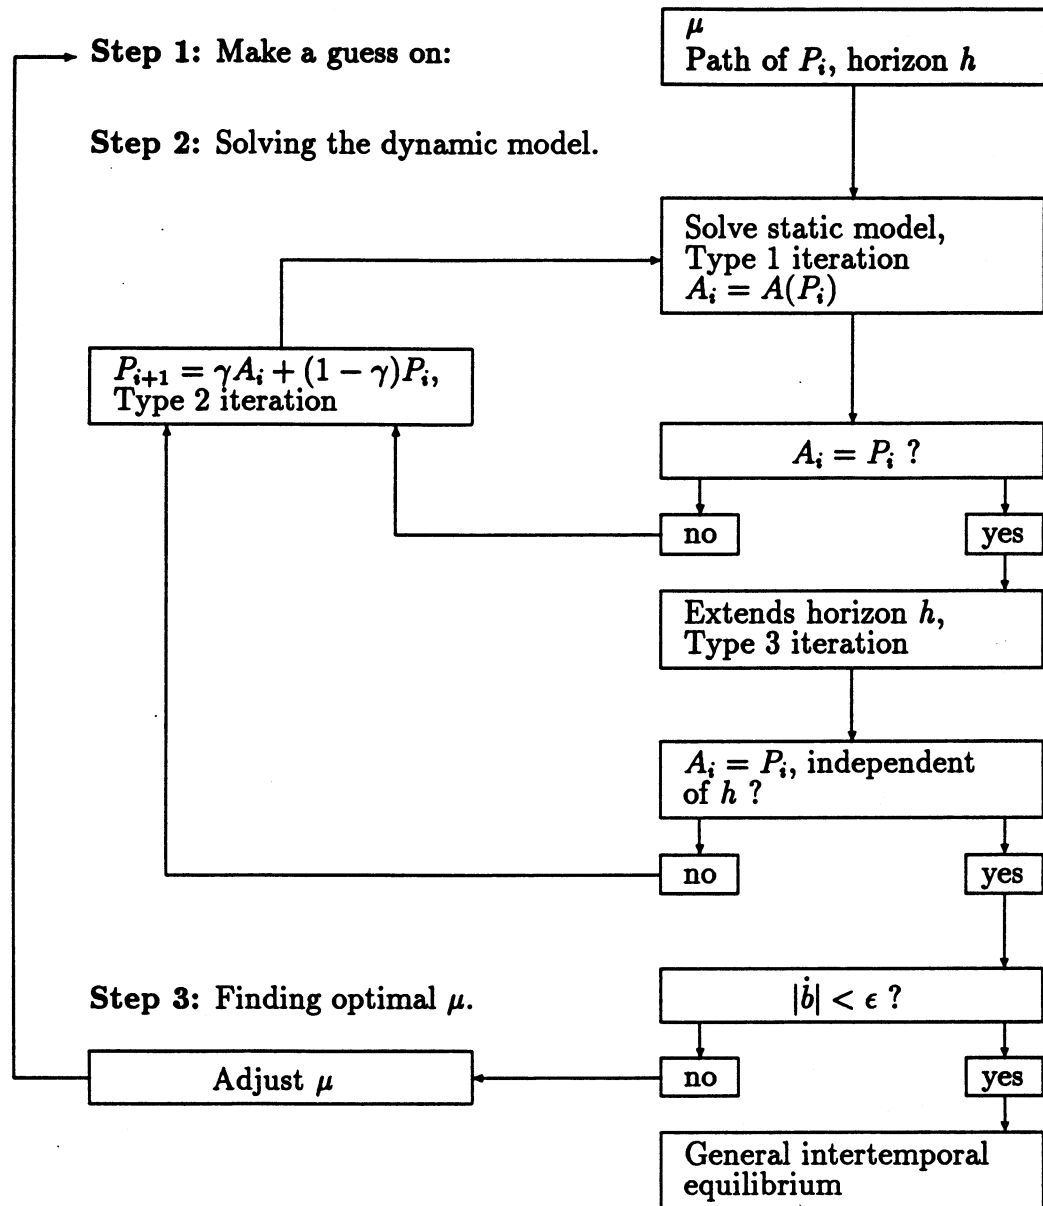 Step 1: Make a guess on:
μ
Path of P_i, horizon h
Step 2: Solving the dynamic model.
Solve static model,
Type 1 iteration
A_i = A(P_i)
P_{i+1} = γA_i + (1 − γ)P_i,
Type 2 iteration
A_i = P_i ?
no
yes
Extends horizon h,
Type 3 iteration
A_i = P_i, independent
of h ?
no
yes
Step 3: Finding optimal μ.
|ḃ| < ϵ ?
Adjust μ
no
yes
General intertemporal
equilibrium